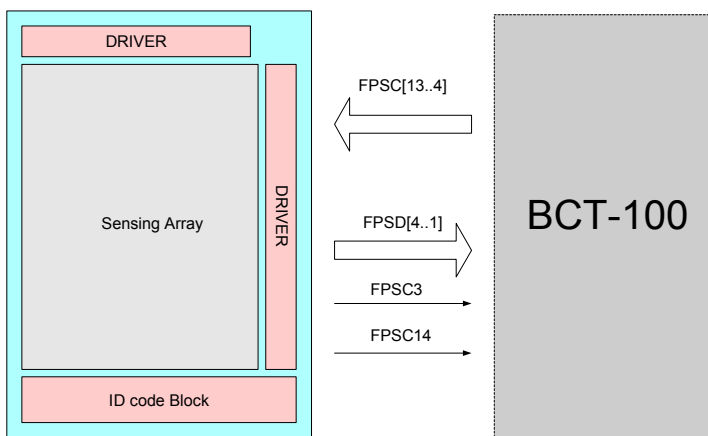 DRIVER
FPSC[13..4]
Sensing Array
DRIVER
FPSD[4..1]
BCT-100
FPSC3
FPSC14
ID code Block